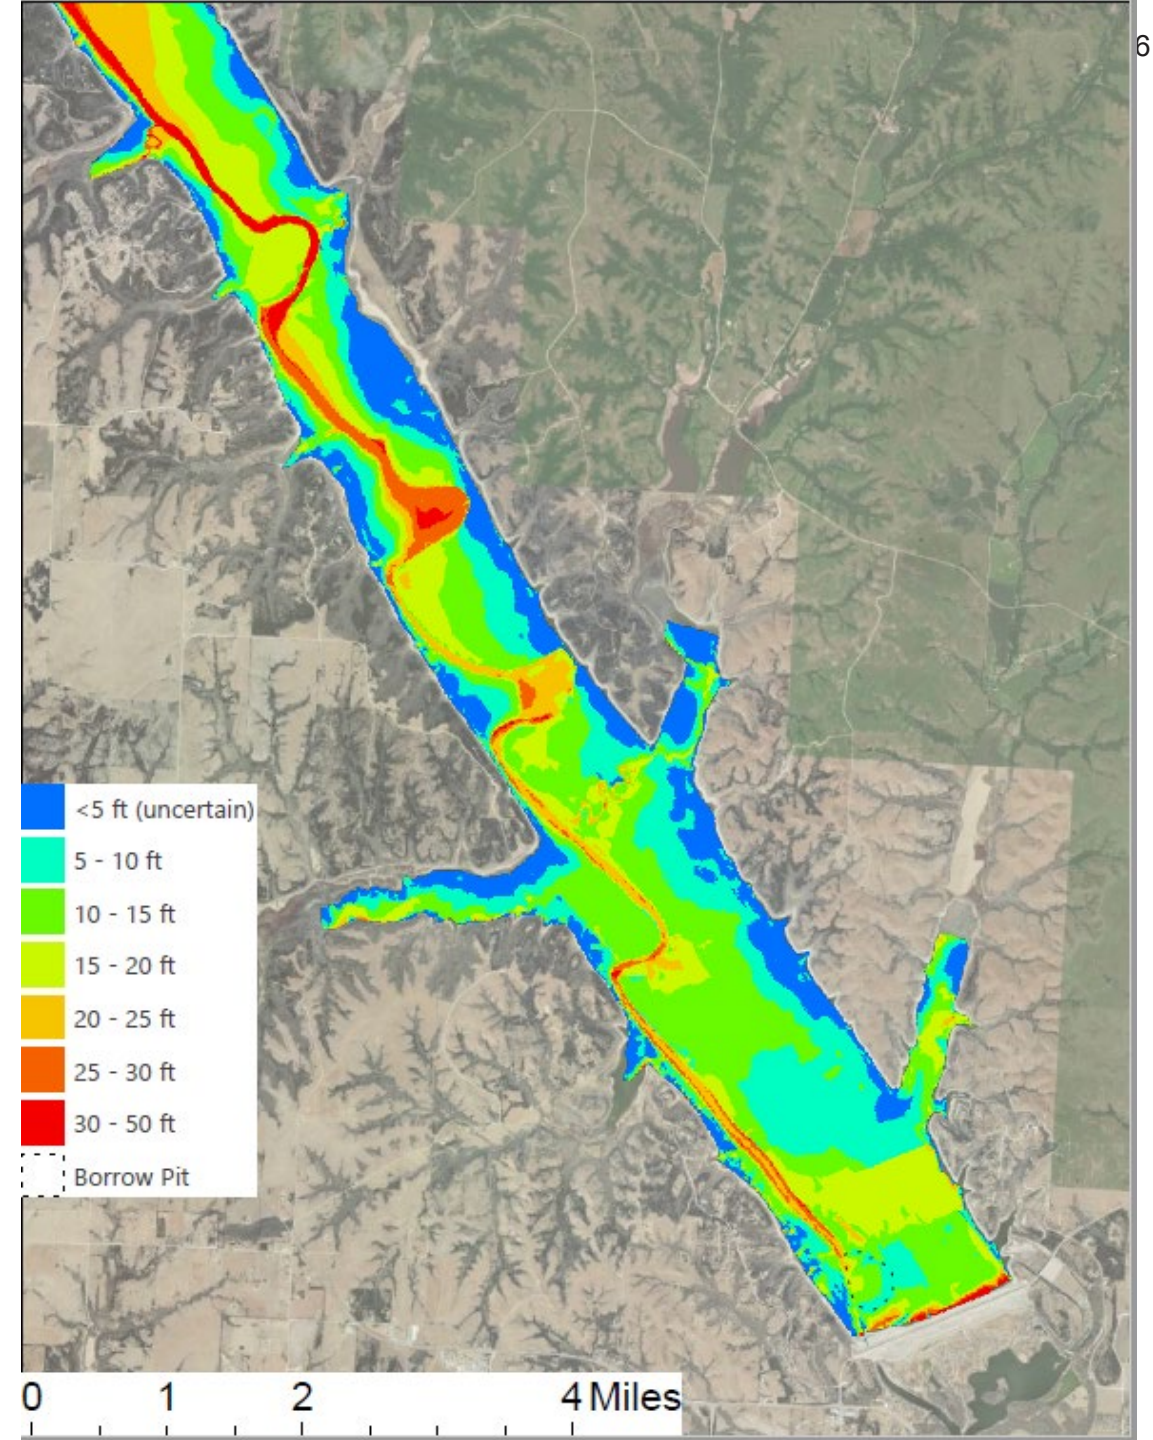 6
<5 ft (uncertain)
5 - 10 ft
10 - 15 ft
15 - 20 ft
20 - 25 ft
25 - 30 ft
30 - 50 ft
Borrow Pit
0 1 2 4 Miles